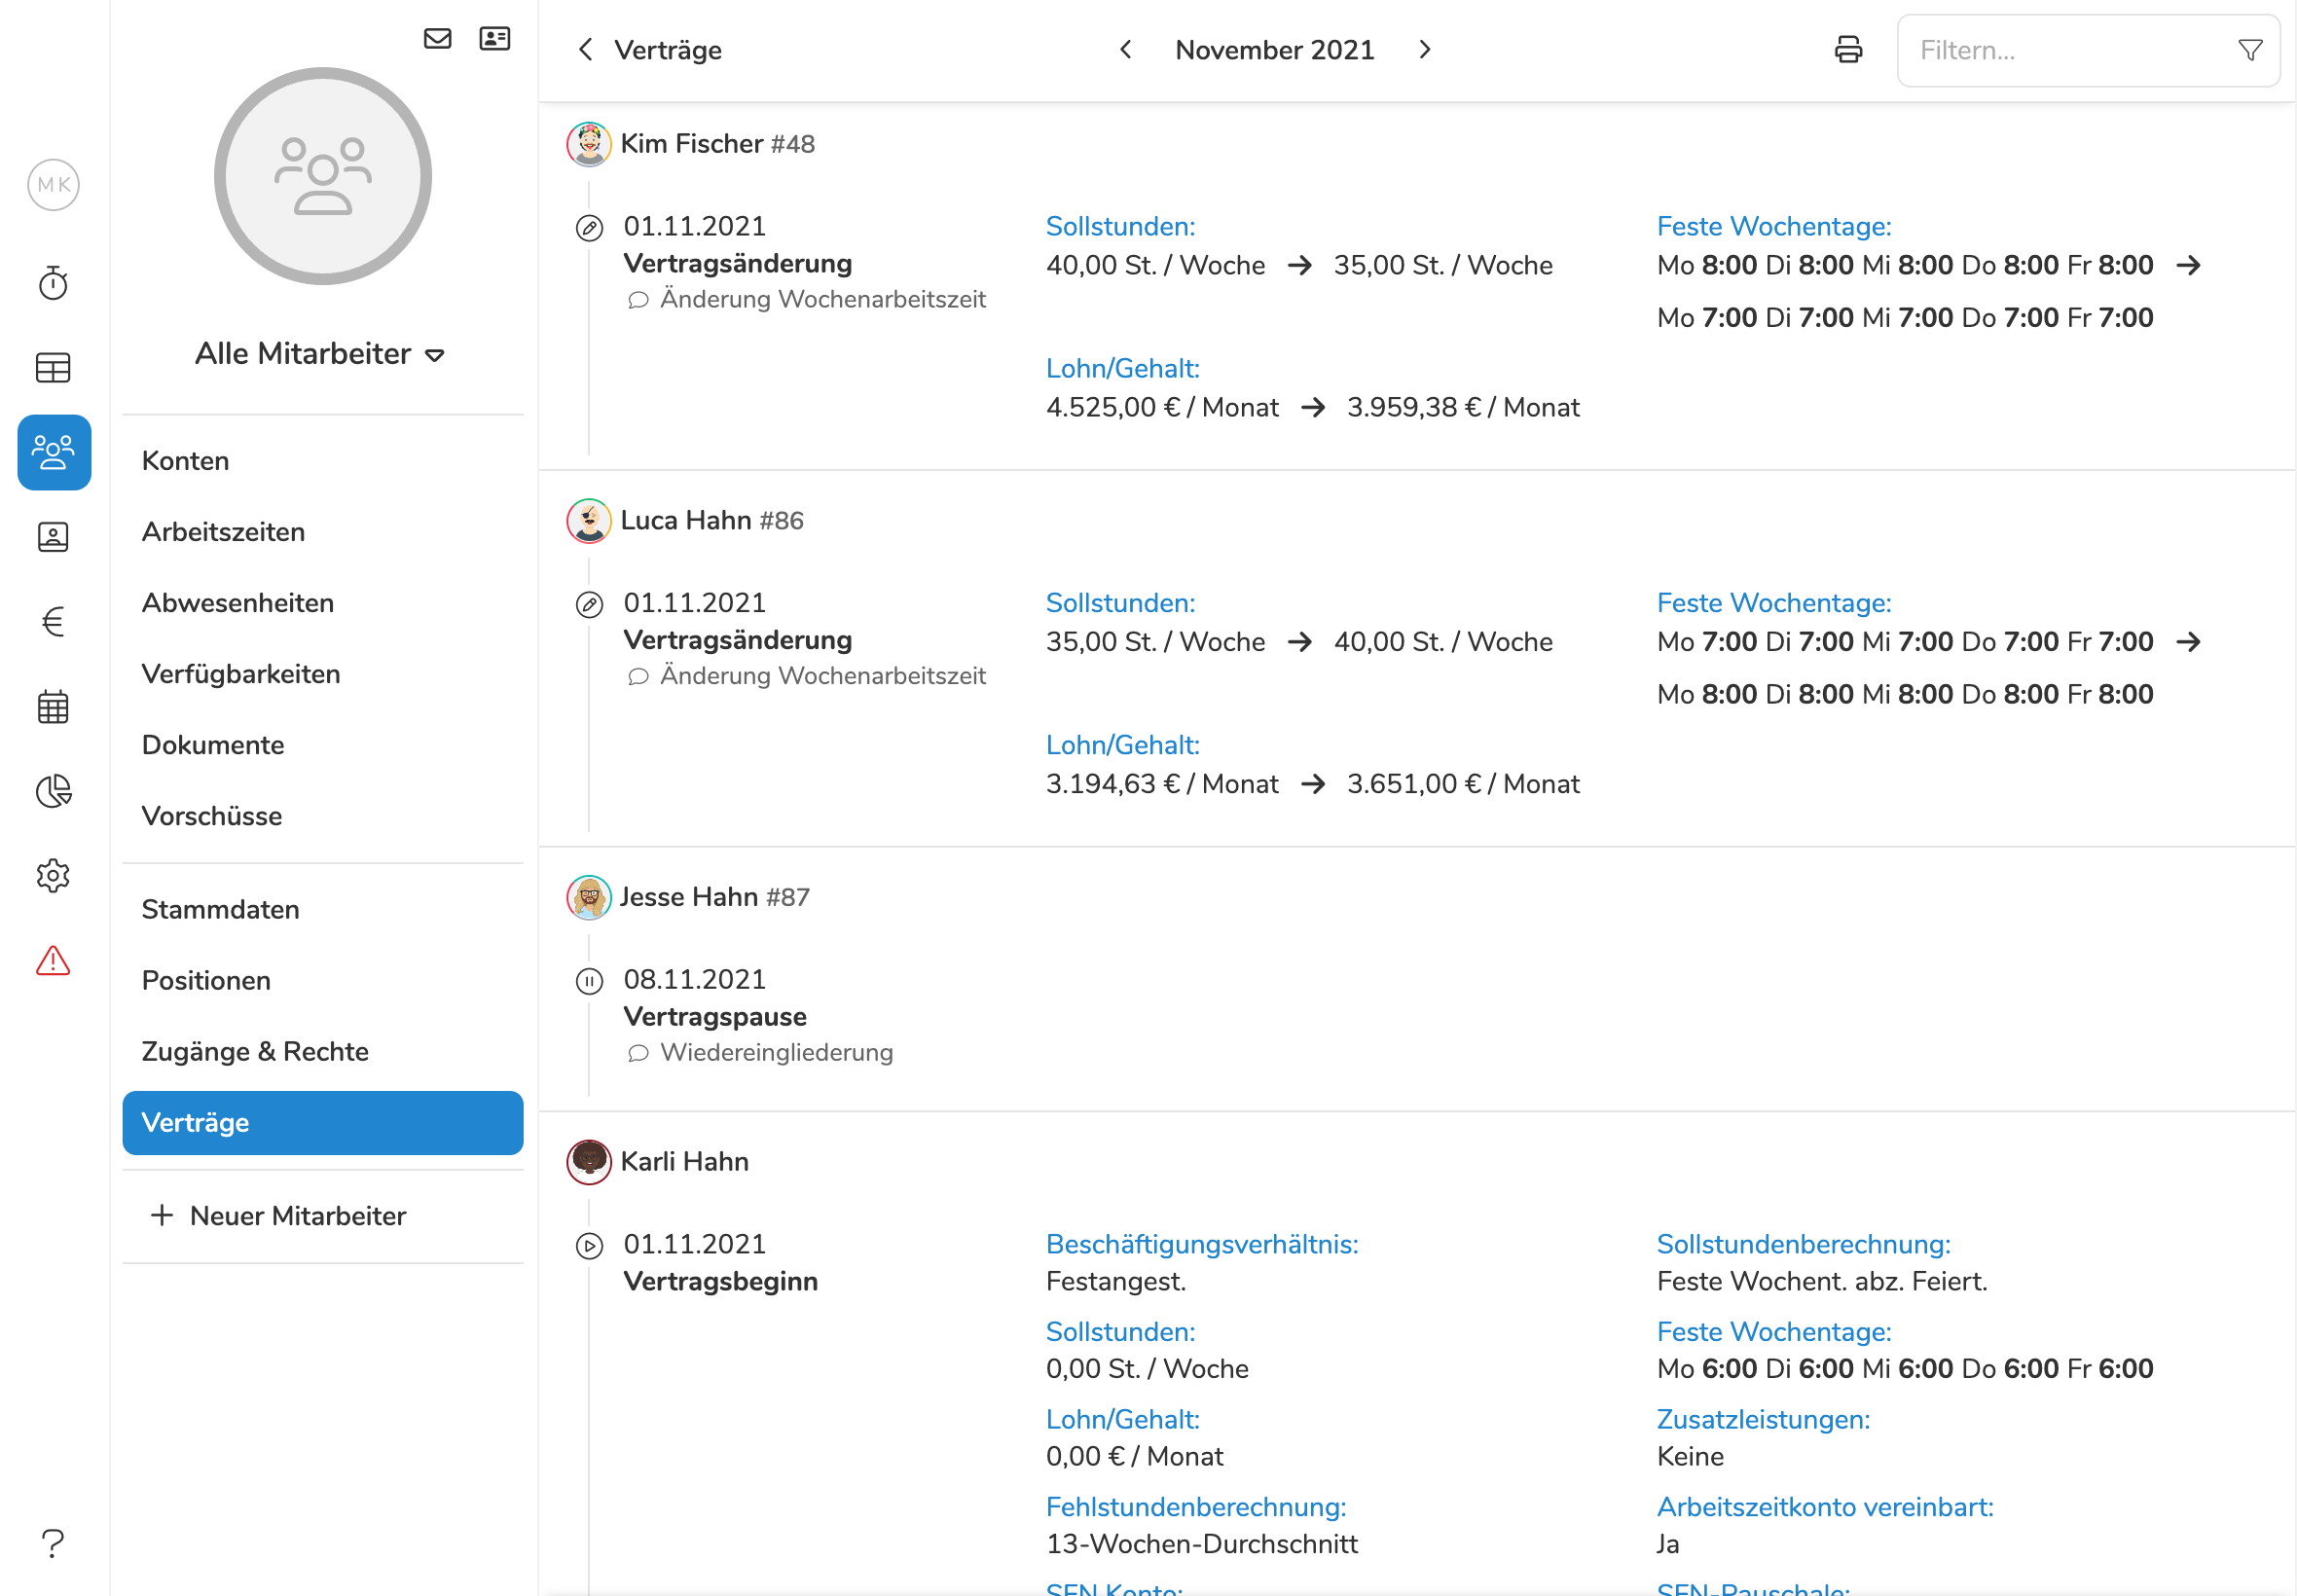 MK
Alle Mitarbeiter
Konten
Arbeitszeiten
Abwesenheiten
Verfügbarkeiten
Dokumente
Vorschüsse
Stammdaten
Positionen
Zugänge & Rechte
Verträge
+ Neuer Mitarbeiter
?
Verträge
November 2021
Filtern...
Kim Fischer #48
01.11.2021
Vertragsänderung
Änderung Wochenarbeitszeit
Sollstunden:
40,00 St. / Woche → 35,00 St. / Woche
Feste Wochentage:
Mo 8:00 Di 8:00 Mi 8:00 Do 8:00 Fr 8:00 →
Mo 7:00 Di 7:00 Mi 7:00 Do 7:00 Fr 7:00
Lohn/Gehalt:
4.525,00 € / Monat → 3.959,38 € / Monat
Luca Hahn #86
01.11.2021
Vertragsänderung
Änderung Wochenarbeitszeit
Sollstunden:
35,00 St. / Woche → 40,00 St. / Woche
Feste Wochentage:
Mo 7:00 Di 7:00 Mi 7:00 Do 7:00 Fr 7:00 →
Mo 8:00 Di 8:00 Mi 8:00 Do 8:00 Fr 8:00
Lohn/Gehalt:
3.194,63 € / Monat → 3.651,00 € / Monat
Jesse Hahn #87
08.11.2021
Vertragspause
Wiedereingliederung
Karli Hahn
01.11.2021
Vertragsbeginn
Beschäftigungsverhältnis:
Festangest.
Sollstundenberechnung:
Feste Wochent. abz. Feiert.
Sollstunden:
0,00 St. / Woche
Feste Wochentage:
Mo 6:00 Di 6:00 Mi 6:00 Do 6:00 Fr 6:00
Lohn/Gehalt:
0,00 € / Monat
Zusatzleistungen:
Keine
Fehlstundenberechnung:
13-Wochen-Durchschnitt
Arbeitszeitkonto vereinbart:
Ja
SFN Konto:
SFN-Pauschale: